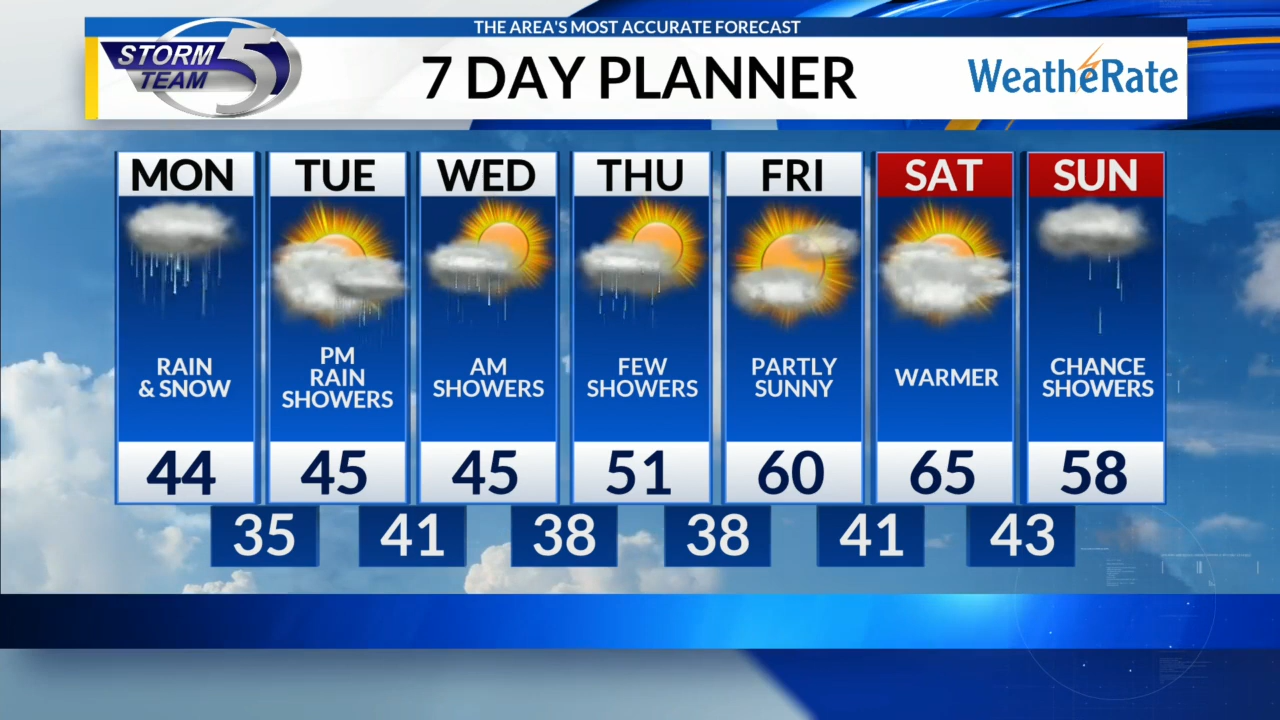 THE AREA'S MOST ACCURATE FORECAST
STORM
TEAM
5
7 DAY PLANNER
WeatheRate
MON
TUE
WED
THU
FRI
SAT
SUN
RAIN
& SNOW
PM
RAIN
SHOWERS
AM
SHOWERS
FEW
SHOWERS
PARTLY
SUNNY
WARMER
CHANCE
SHOWERS
44
45
45
51
60
65
58
35
41
38
38
41
43